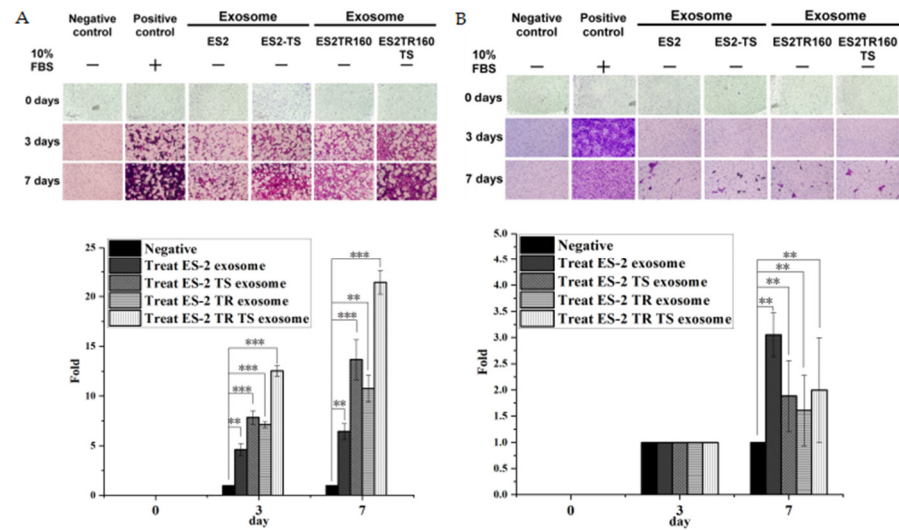 A
Negative control
Positive control
Exosome
Exosome
ES2
ES2-TS
ES2TR160
ES2TR160 TS
10% FBS
−
+
−
−
−
−
0 days
3 days
7 days
B
Negative control
Positive control
Exosome
Exosome
ES2
ES2-TS
ES2TR160
ES2TR160 TS
10% FBS
−
+
−
−
−
−
0 days
3 days
7 days
Negative
Treat ES-2 exosome
Treat ES-2 TS exosome
Treat ES-2 TR exosome
Treat ES-2 TR TS exosome
Fold
25
20
15
10
5
0
**
***
***
***
**
***
**
***
0
3
7
day
Negative
Treat ES-2 exosome
Treat ES-2 TS exosome
Treat ES-2 TR exosome
Treat ES-2 TR TS exosome
Fold
5.0
4.5
4.0
3.5
3.0
2.5
2.0
1.5
1.0
0.5
0.0
**
**
**
**
0
3
7
day